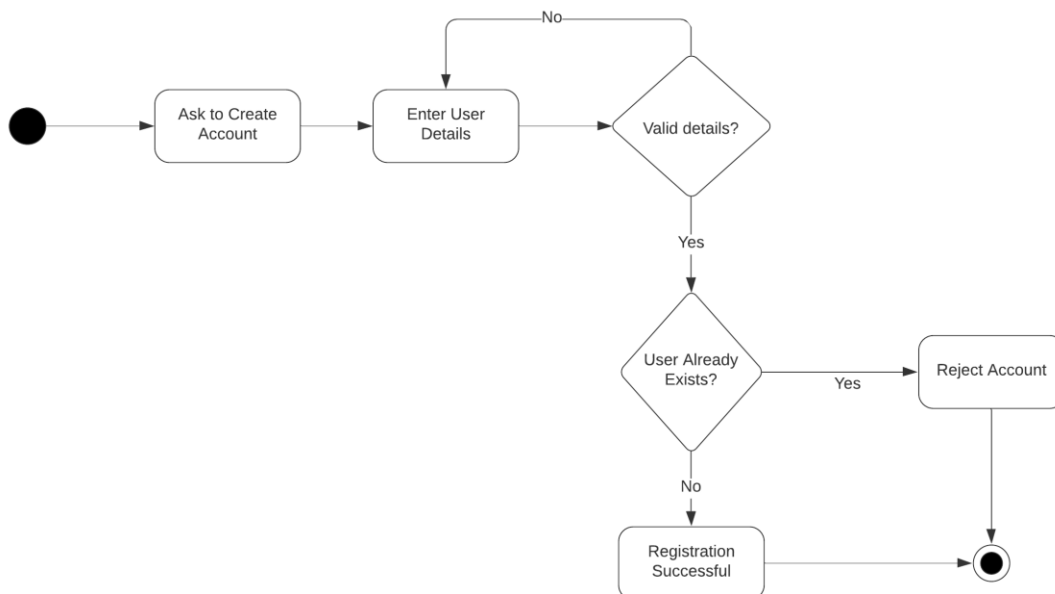 No
Ask to Create
Account
Enter User
Details
Valid details?
Yes
User Already
Exists?
Yes
Reject Account
No
Registration
Successful